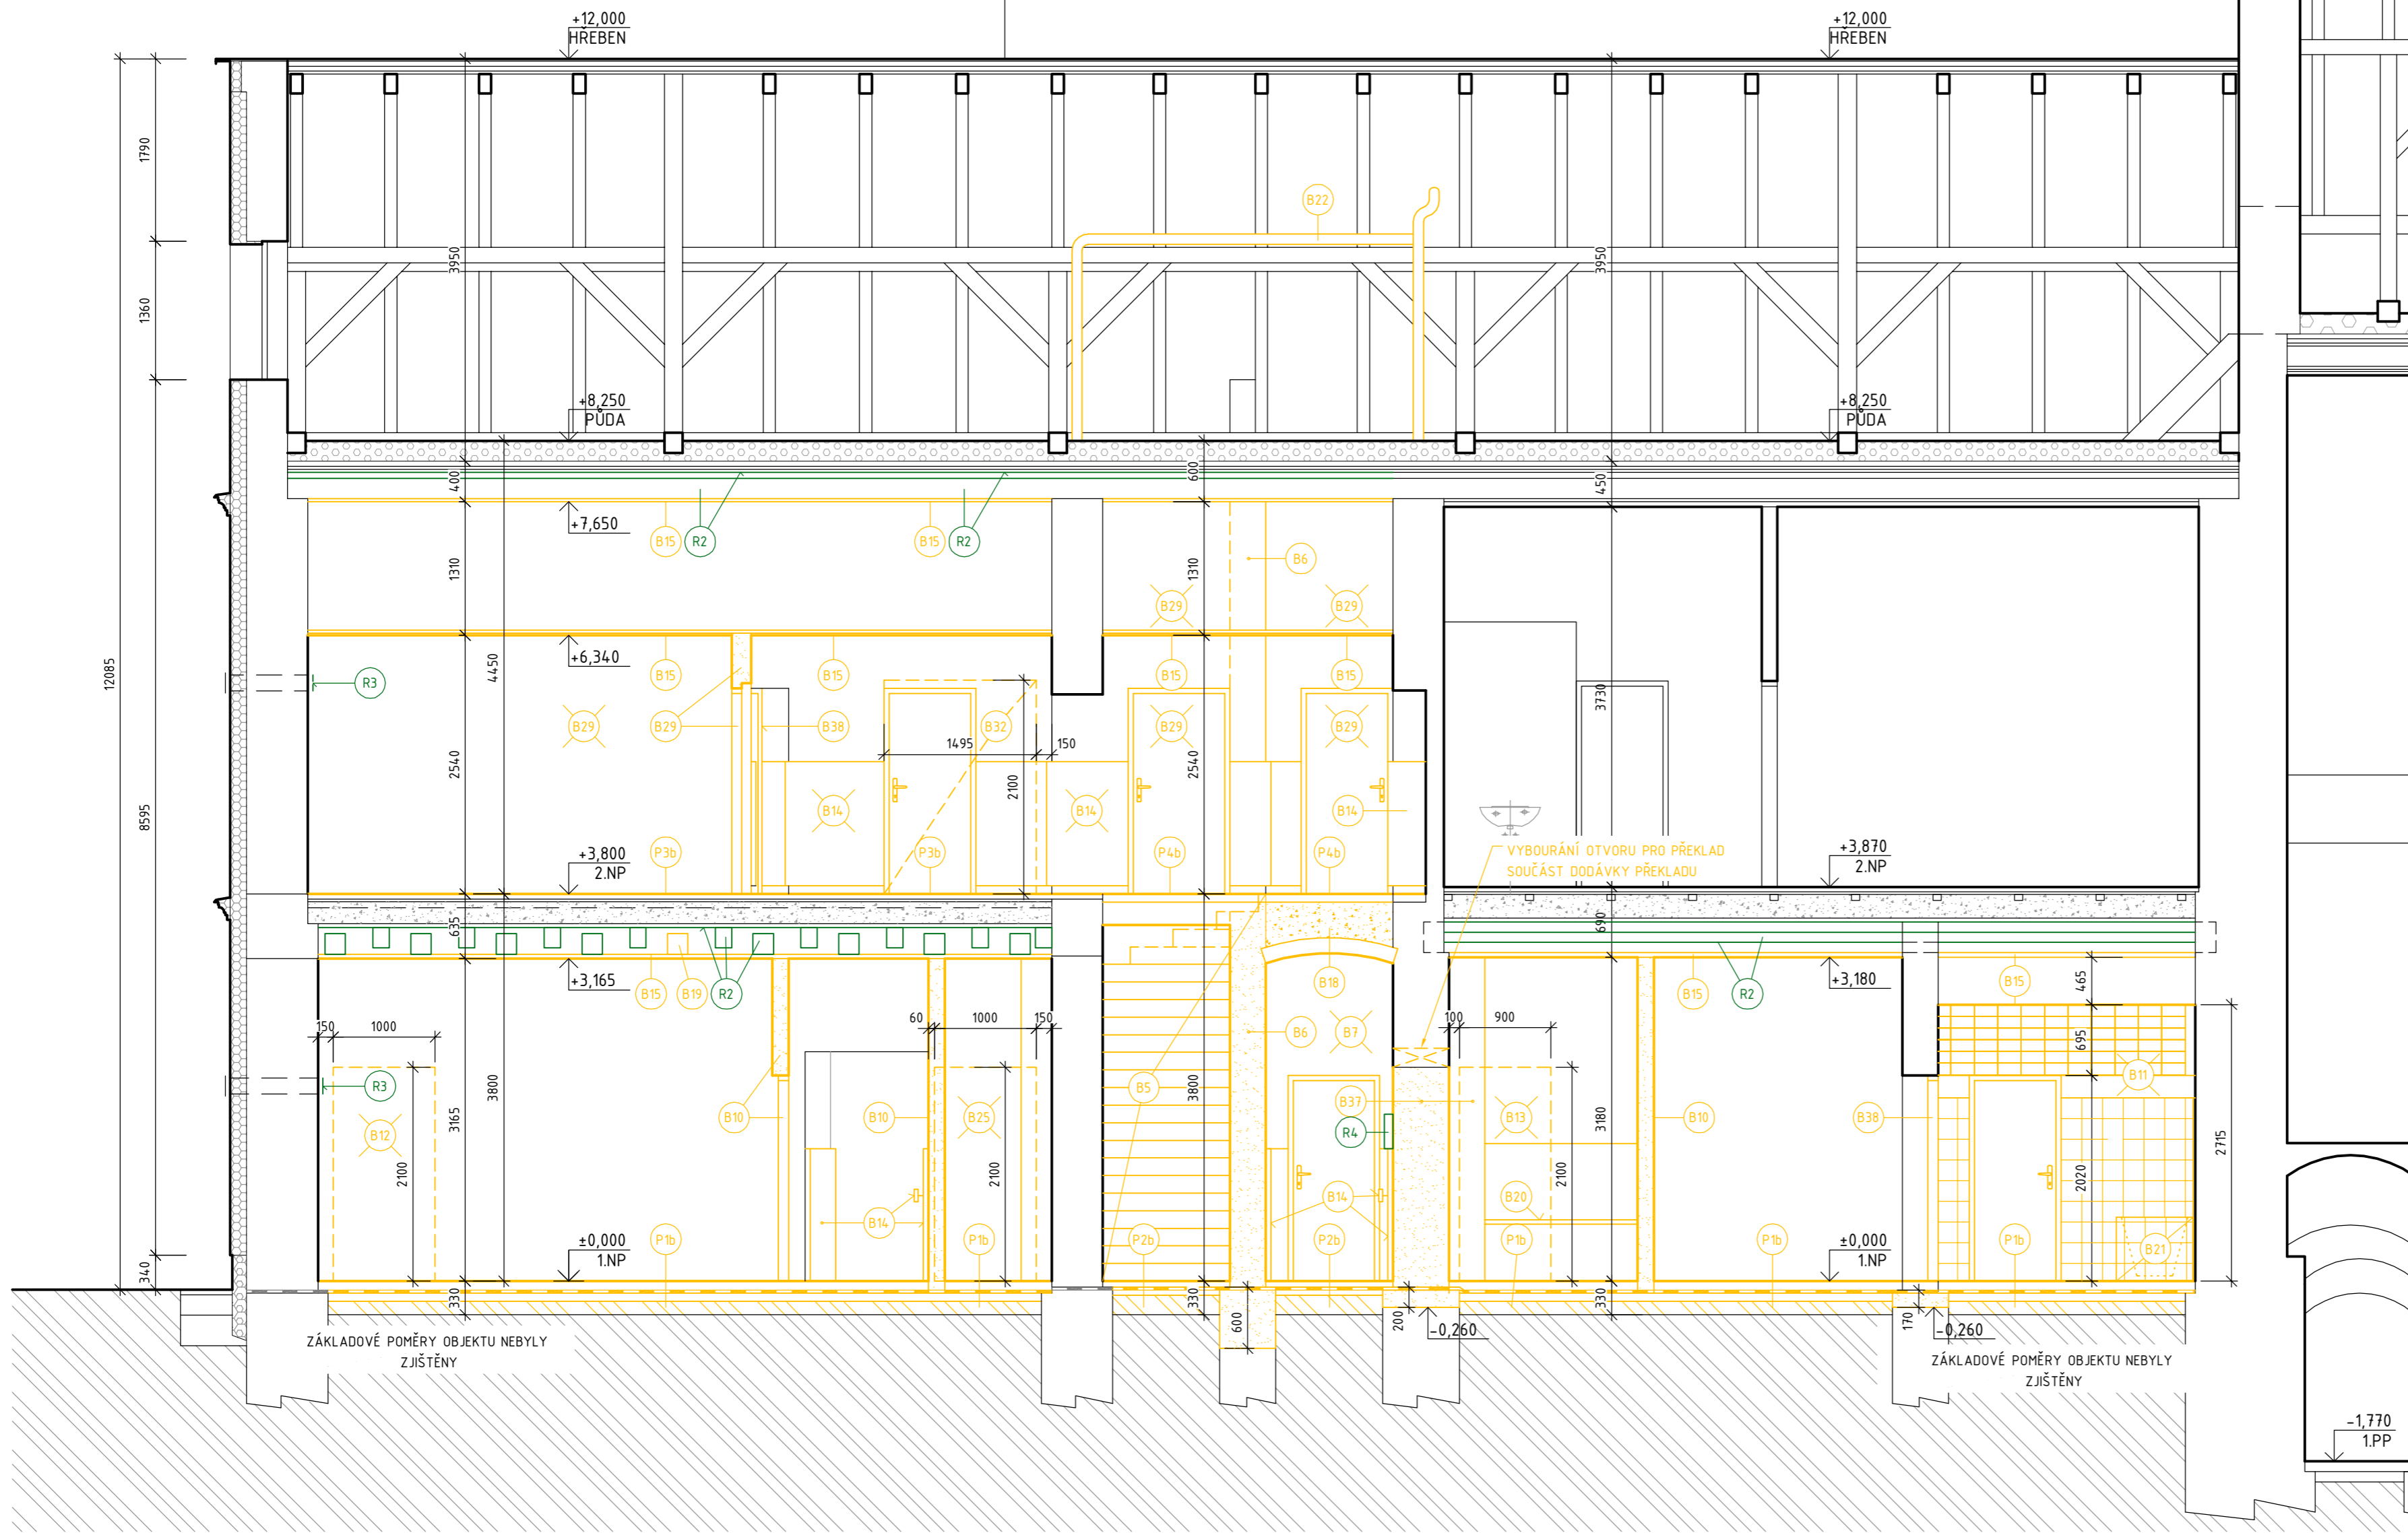 +12,000
HŘEBEN
+12,000
HŘEBEN
1790
B22
3950
3950
1360
+8,250
PŮDA
+8,250
PŮDA
400
600
450
+7,650
B15
R2
B15
R2
B6
1310
1310
B29
B29
12085
+6,340
B15
B15
B15
B15
R3
4450
3730
B29
B29
B38
B32
B29
B29
1495
150
2540
2540
2100
8595
B14
B14
B14
VYBOURÁNÍ OTVORU PRO PŘEKLAD
SOUČÁST DODÁVKY PŘEKLADU
+3,800
2.NP
P3b
P3b
P4b
P4b
+3,870
2.NP
635
690
+3,165
B15
B19
R2
B18
B15
R2
+3,180
B15
465
150
1000
60
1000
150
B6
B7
100
900
695
R3
3800
B5
3800
B11
B12
3165
B10
B10
B25
B37
R4
B13
3180
B10
B38
2715
2100
2100
2100
2020
B14
B14
B20
±0,000
1.NP
P1b
P1b
P2b
P2b
P1b
P1b
±0,000
1.NP
P1b
B21
340
330
330
600
200
-0,260
330
170
-0,260
ZÁKLADOVÉ POMĚRY OBJEKTU NEBYLY
ZJIŠTĚNY
ZÁKLADOVÉ POMĚRY OBJEKTU NEBYLY
ZJIŠTĚNY
-1,770
1.PP